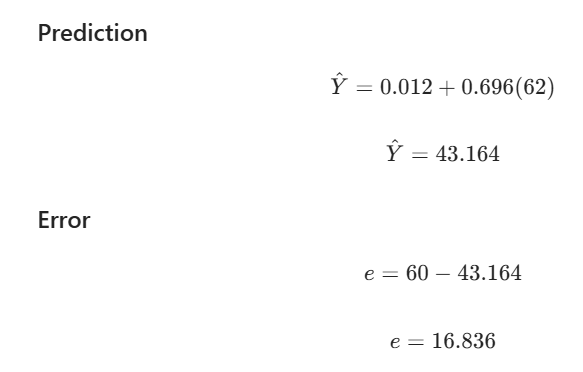 Prediction
Ŷ = 0.012 + 0.696(62)
Ŷ = 43.164
Error
e = 60 − 43.164
e = 16.836